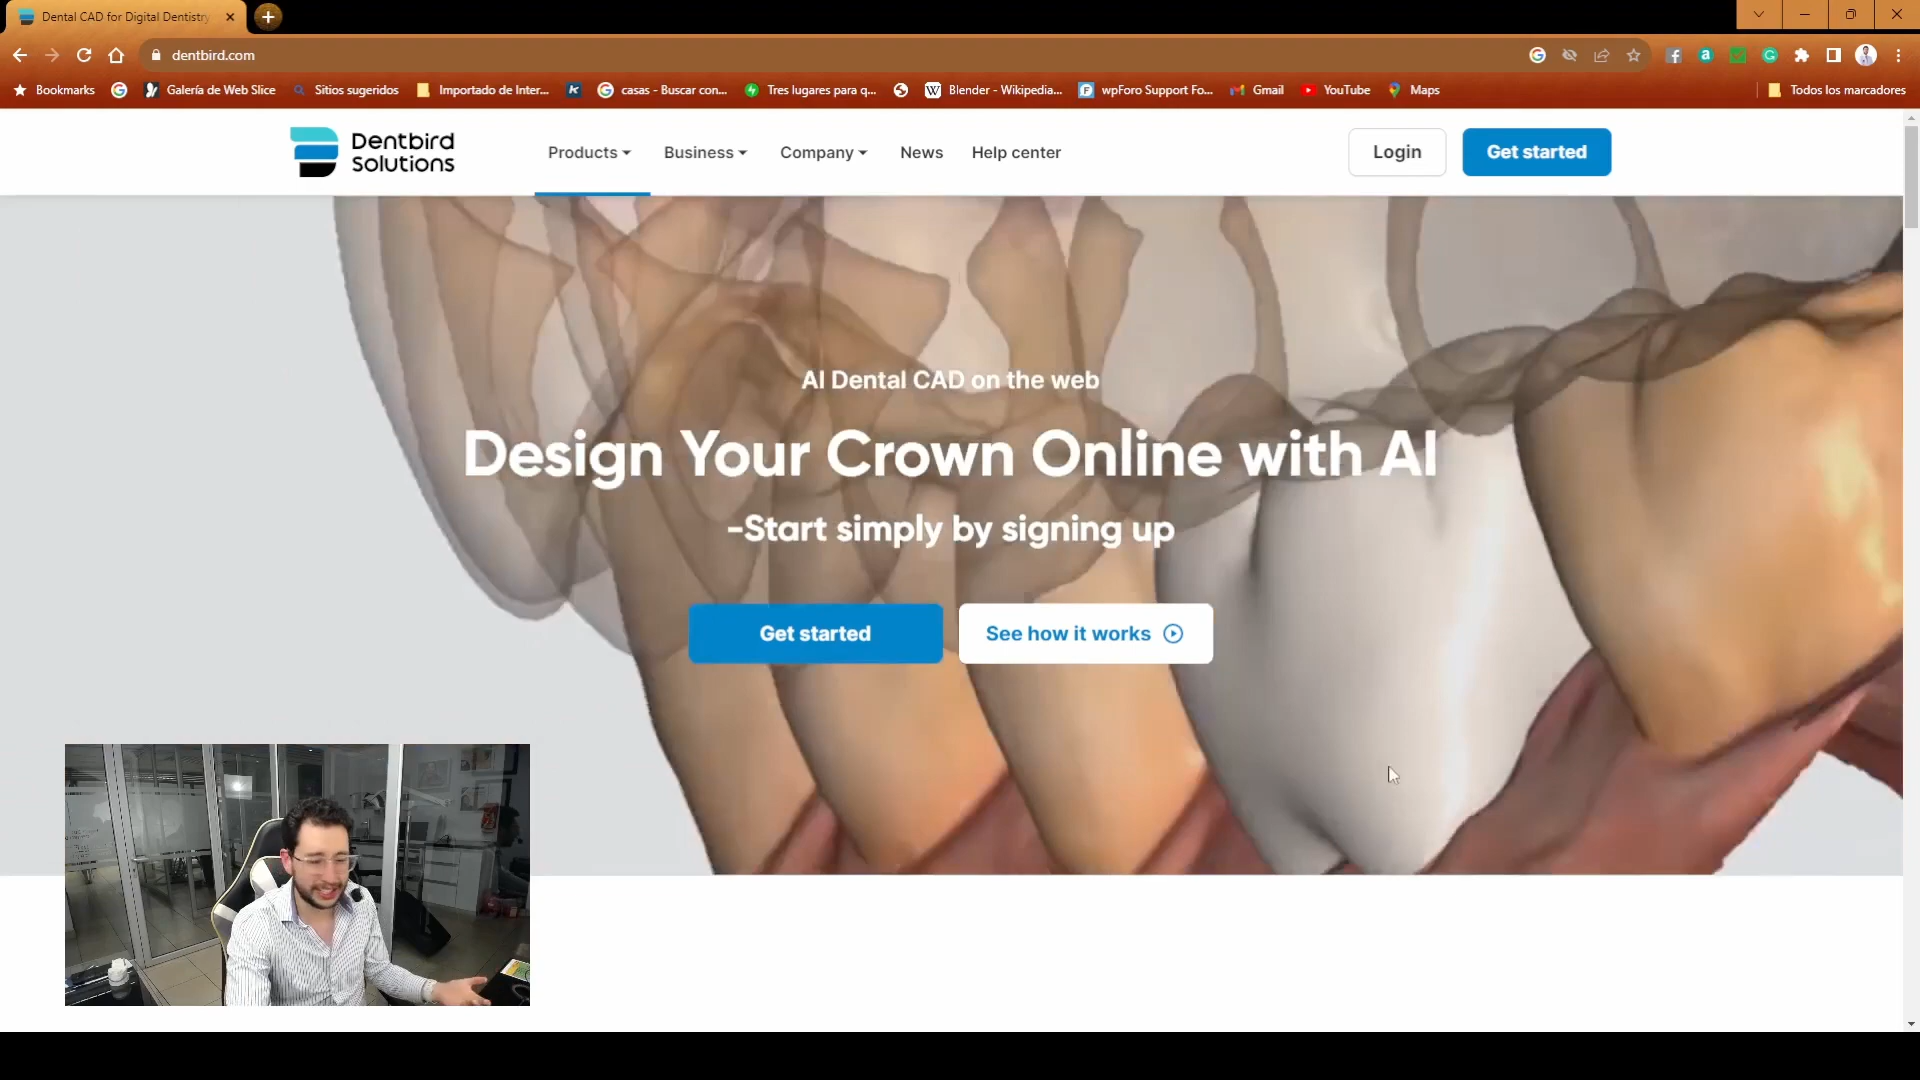 Dental CAD for Digital Dentistry
dentbird.com
Bookmarks
Galería de Web Slice
Sitios sugeridos
Importado de Inter...
casas - Buscar con...
Tres lugares para q...
Blender - Wikipedia...
wpForo Support Fo...
Gmail
YouTube
Maps
Todos los marcadores
Dentbird
Solutions
Products
Business
Company
News
Help center
Login
Get started
AI Dental CAD on the web
Design Your Crown Online with AI
-Start simply by signing up
Get started
See how it works